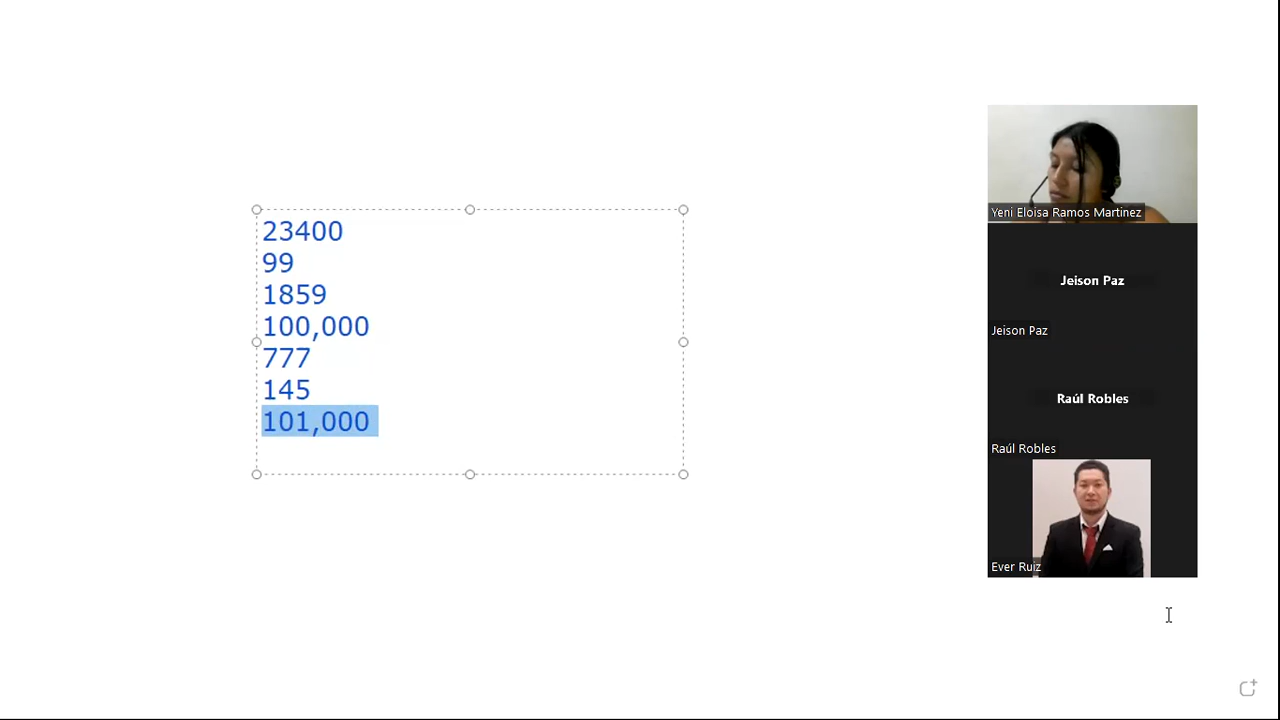 23400
99
1859
100,000
777
145
101,000
Yeni Eloisa Ramos Martinez
Jeison Paz
Jeison Paz
Raúl Robles
Raúl Robles
Ever Ruiz